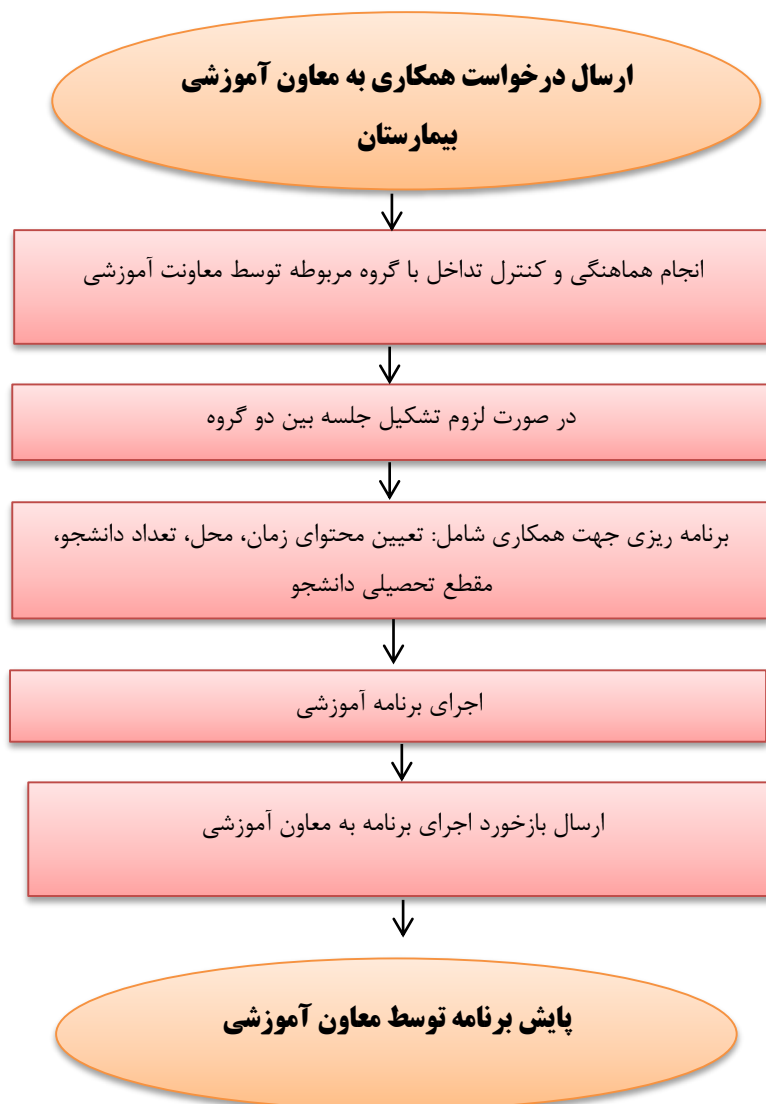 ارسال درخواست همکاری به معاون آموزشی
بیمارستان
انجام هماهنگی و کنترل تداخل با گروه مربوطه توسط معاونت آموزشی
در صورت لزوم تشکیل جلسه بین دو گروه
برنامه ریزی جهت همکاری شامل: تعیین محتوای زمان، محل، تعداد دانشجو،
مقطع تحصیلی دانشجو
اجرای برنامه آموزشی
ارسال بازخورد اجرای برنامه به معاون آموزشی
پایش برنامه توسط معاون آموزشی